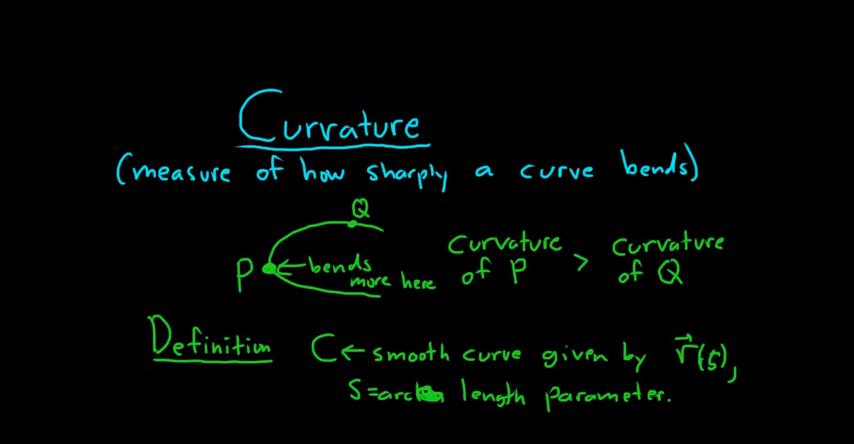 Curvature
(measure of how sharply a curve bends)
Q
P ← bends more here
Curvature of P > curvature of Q
Definition C ← smooth curve given by r⃗(s),
S = arc length parameter.